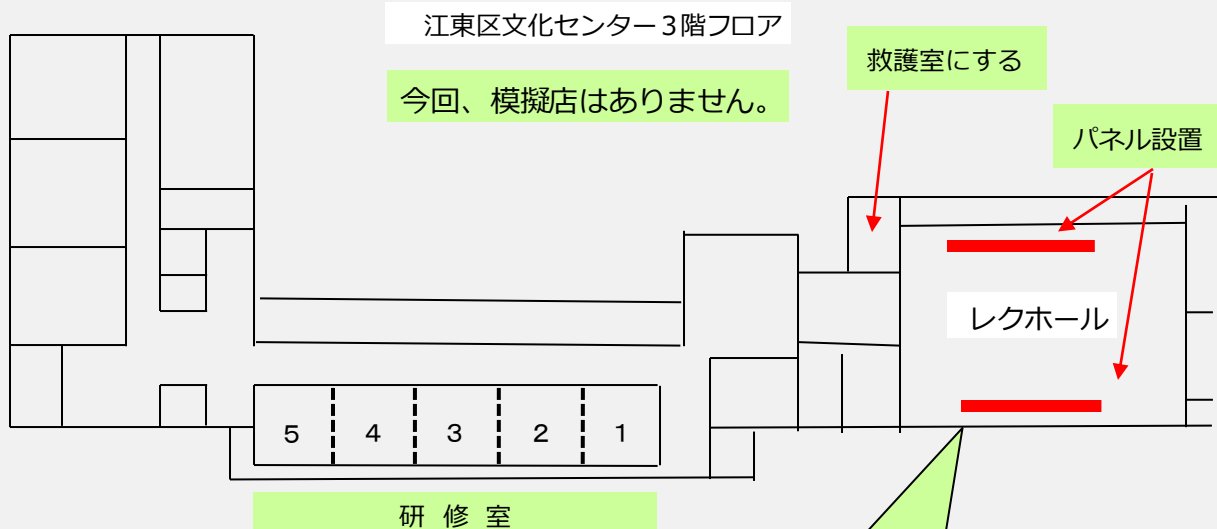 江東区文化センター３階フロア
今回、模擬店はありません。
救護室にする
パネル設置
レクホール
5 4 3 2 1
研 修 室